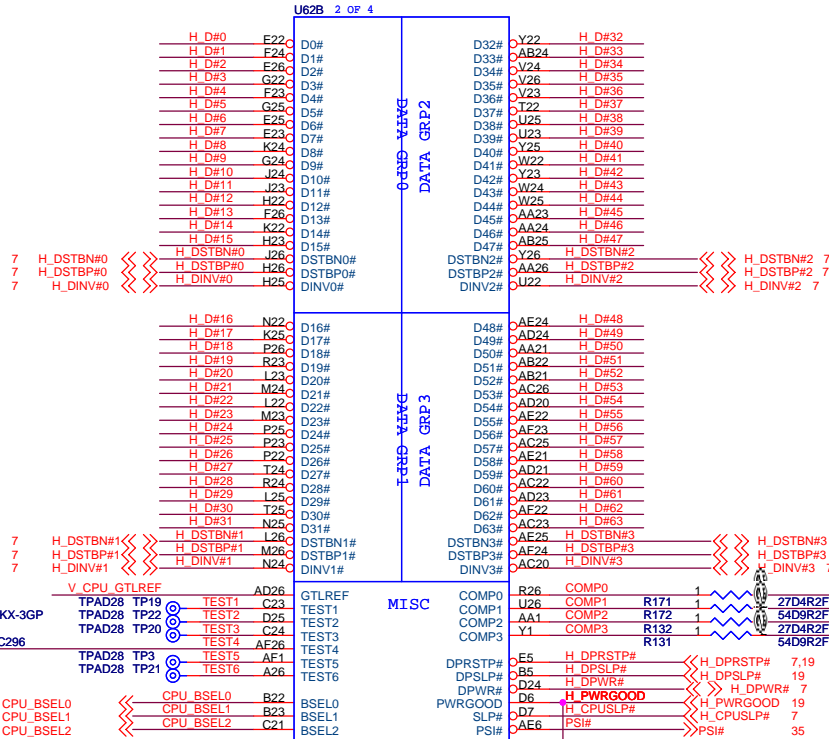 U62B 2 OF 4
H_D#0 E22 D0# D32# Y22 H_D#32
H_D#1 F24 D1# D33# AB24 H_D#33
H_D#2 E26 D2# D34# V24 H_D#34
H_D#3 G22 D3# D35# V26 H_D#35
H_D#4 F23 D4# D36# V23 H_D#36
H_D#5 G25 D5# D37# T22 H_D#37
H_D#6 E25 D6# D38# U25 H_D#38
H_D#7 E23 D7# D39# U23 H_D#39
H_D#8 K24 D8# D40# Y25 H_D#40
H_D#9 G24 D9# D41# W22 H_D#41
H_D#10 J24 D10# D42# Y23 H_D#42
H_D#11 J23 D11# D43# W24 H_D#43
H_D#12 H22 D12# D44# W25 H_D#44
H_D#13 F26 D13# D45# AA23 H_D#45
H_D#14 K22 D14# D46# AA24 H_D#46
H_D#15 H23 D15# D47# AB25 H_D#47
7 H_DSTBN#0 H_DSTBN#0 J26 DSTBN0# DSTBN2# Y26 H_DSTBN#2 H_DSTBN#2 7
7 H_DSTBP#0 H_DSTBP#0 H26 DSTBP0# DSTBP2# AA26 H_DSTBP#2 H_DSTBP#2 7
7 H_DINV#0 H_DINV#0 H25 DINV0# DINV2# U22 H_DINV#2 H_DINV#2 7
DATA GRP0
DATA GRP2
H_D#16 N22 D16# D48# AE24 H_D#48
H_D#17 K25 D17# D49# AD24 H_D#49
H_D#18 P26 D18# D50# AA21 H_D#50
H_D#19 R23 D19# D51# AB22 H_D#51
H_D#20 L23 D20# D52# AB21 H_D#52
H_D#21 M24 D21# D53# AC26 H_D#53
H_D#22 L22 D22# D54# AD20 H_D#54
H_D#23 M23 D23# D55# AE22 H_D#55
H_D#24 P25 D24# D56# AF23 H_D#56
H_D#25 P23 D25# D57# AC25 H_D#57
H_D#26 P22 D26# D58# AE21 H_D#58
H_D#27 T24 D27# D59# AD21 H_D#59
H_D#28 R24 D28# D60# AC22 H_D#60
H_D#29 L25 D29# D61# AD23 H_D#61
H_D#30 T25 D30# D62# AF22 H_D#62
H_D#31 N25 D31# D63# AC23 H_D#63
7 H_DSTBN#1 H_DSTBN#1 L26 DSTBN1# DSTBN3# AE25 H_DSTBN#3 H_DSTBN#3
7 H_DSTBP#1 H_DSTBP#1 M26 DSTBP1# DSTBP3# AF24 H_DSTBP#3 H_DSTBP#3
7 H_DINV#1 H_DINV#1 N24 DINV1# DINV3# AC20 H_DINV#3 H_DINV#3 7
DATA GRP1
DATA GRP3
MISC
V_CPU_GTLREF AD26 GTLREF COMP0 R26 COMP0 1
TPAD28 TP19 TEST1 C23 TEST1 COMP1 U26 COMP1 R171 1 27D4R2F
KX-3GP TPAD28 TP22 TEST2 D25 TEST2 COMP2 AA1 COMP2 R172 1 54D9R2F
TPAD28 TP20 TEST3 C24 TEST3 COMP3 Y1 COMP3 R132 1 27D4R2F
C296 TEST4 AF26 TEST4 R131 54D9R2F
TPAD28 TP3 TEST5 AF1 TEST5 DPRSTP# E5 H_DPRSTP# H_DPRSTP# 7,19
TPAD28 TP21 TEST6 A26 TEST6 DPSLP# B5 H_DPSLP# H_DPSLP# 19
DPWR# D24 H_DPWR# H_DPWR# 7
CPU_BSEL0 CPU_BSEL0 B22 BSEL0 PWRGOOD D6 H_PWRGOOD H_PWRGOOD 19
CPU_BSEL1 CPU_BSEL1 B23 BSEL1 SLP# D7 H_CPUSLP# H_CPUSLP# 7
CPU_BSEL2 CPU_BSEL2 C21 BSEL2 PSI# AE6 PSI# PSI# 35